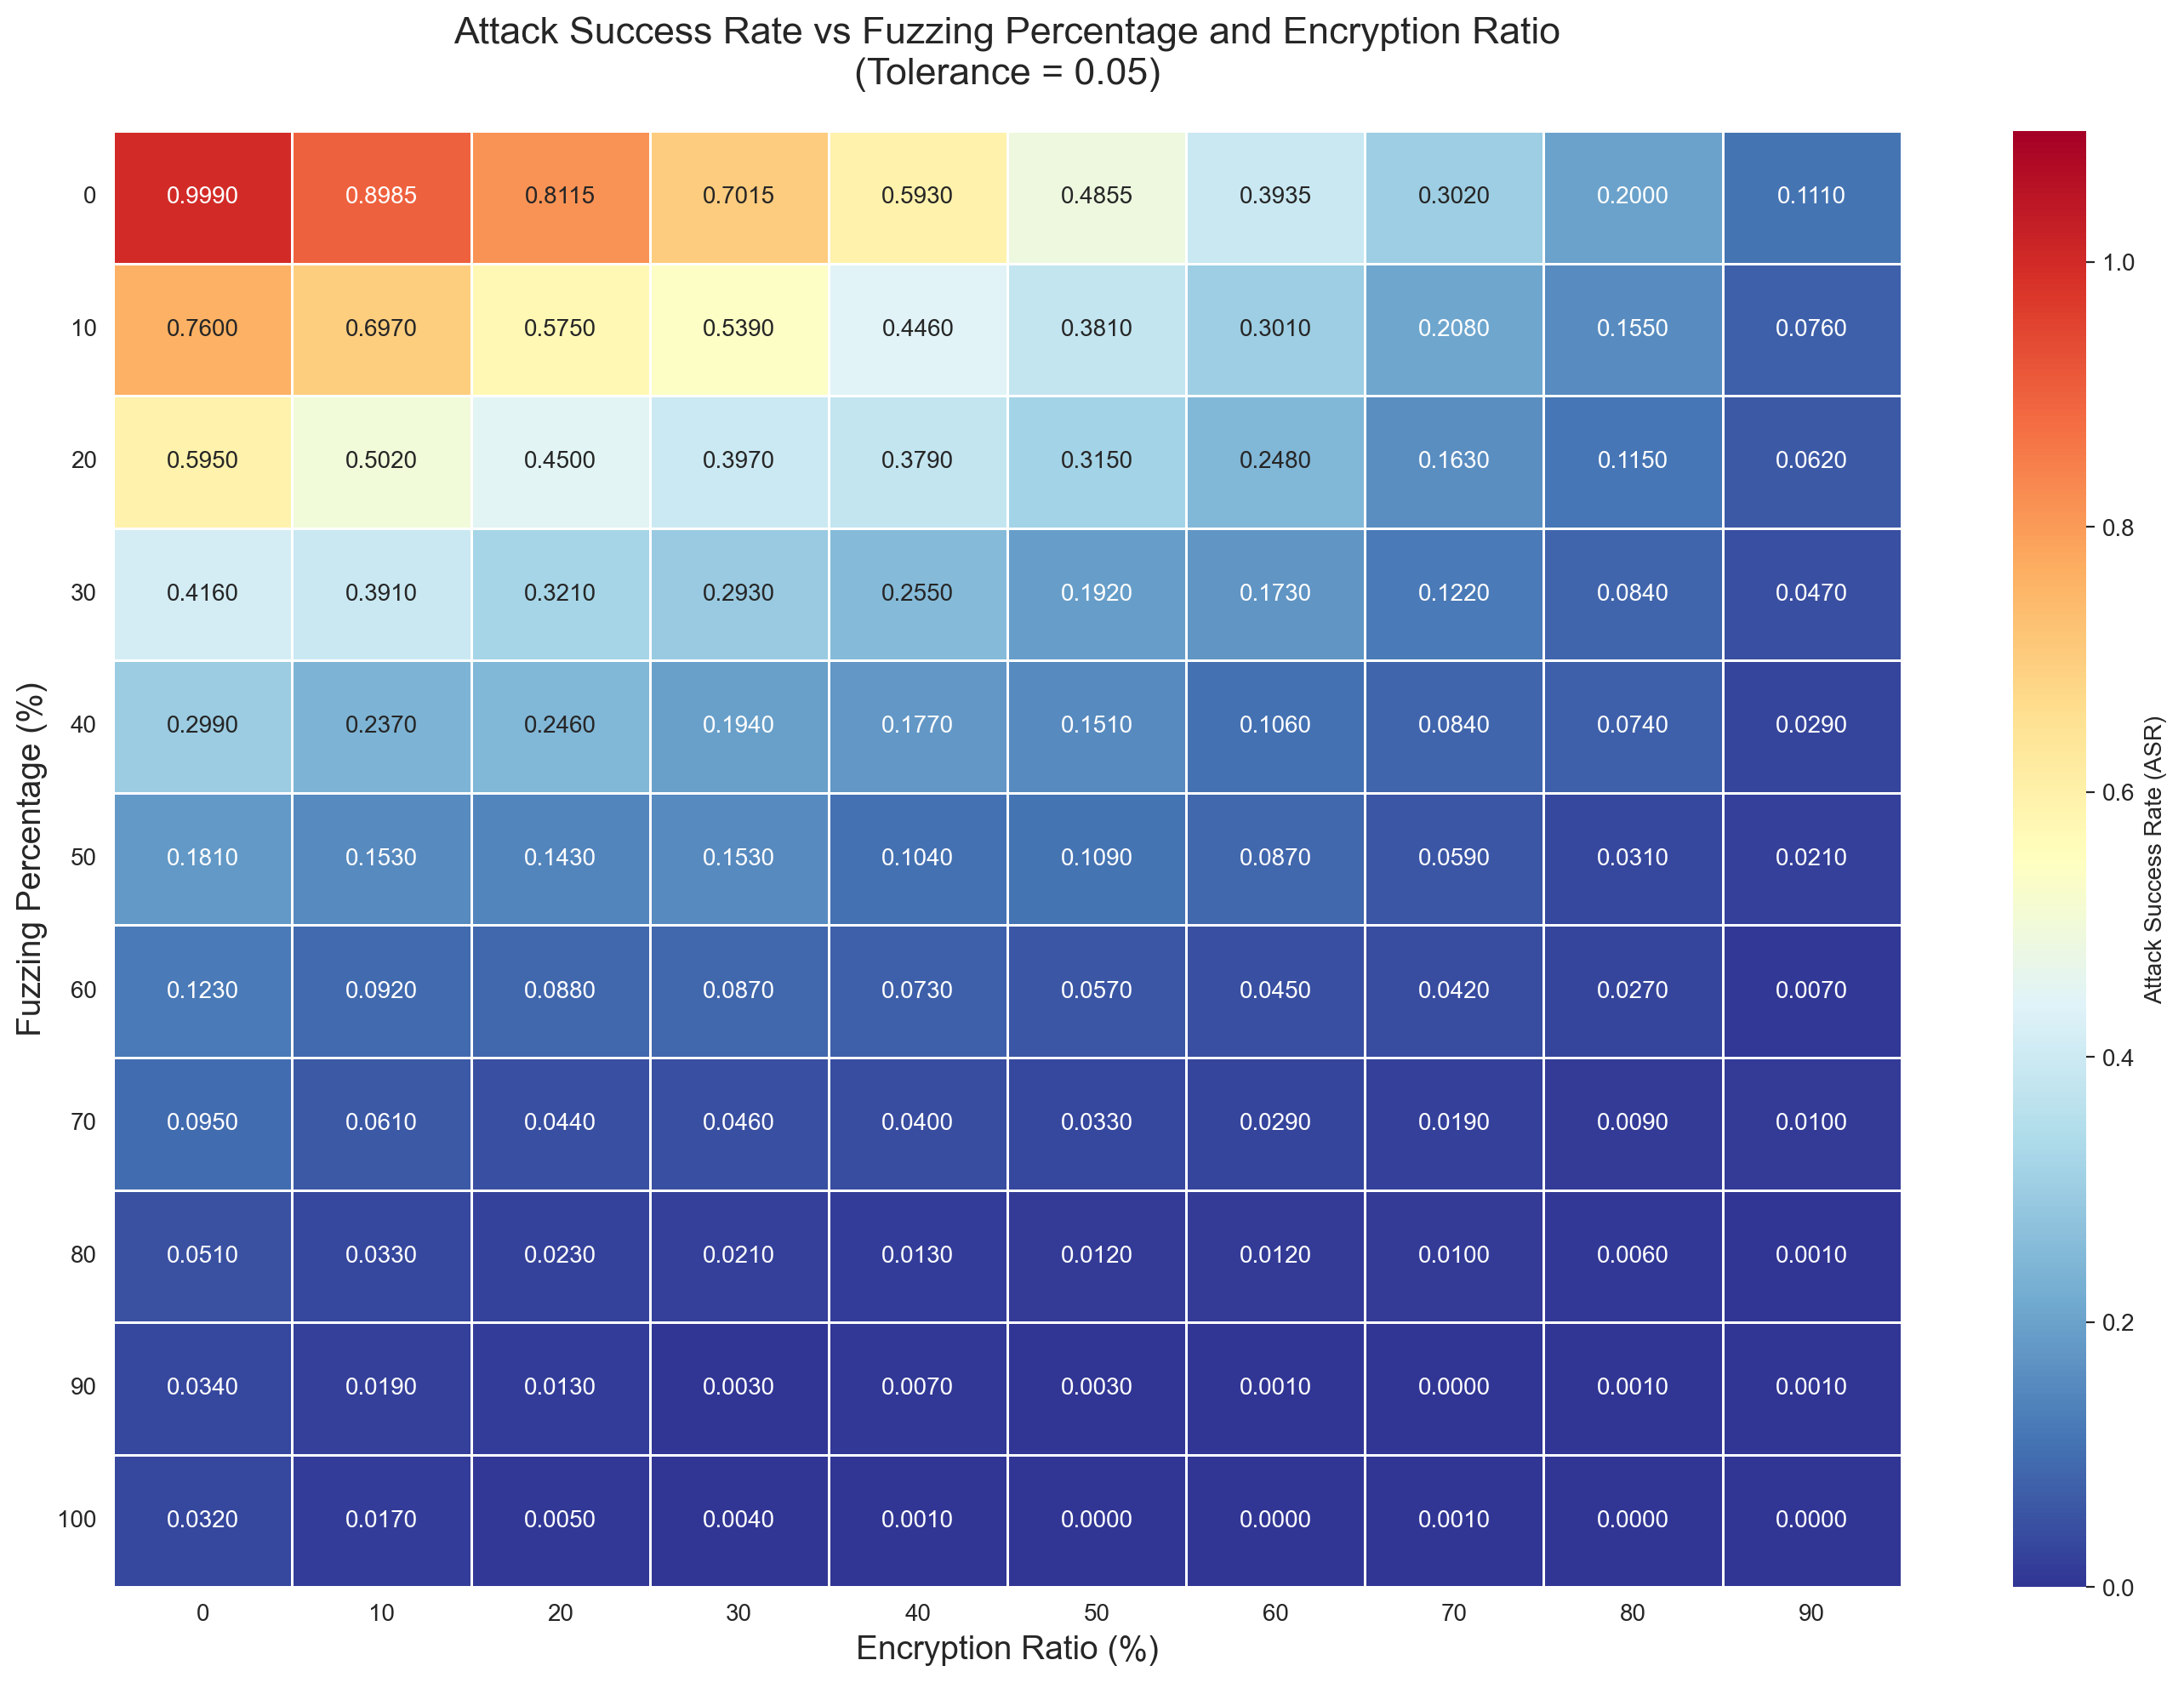 Attack Success Rate vs Fuzzing Percentage and Encryption Ratio
(Tolerance = 0.05)
Fuzzing Percentage (%)
0 0.9990 0.8985 0.8115 0.7015 0.5930 0.4855 0.3935 0.3020 0.2000 0.1110
10 0.7600 0.6970 0.5750 0.5390 0.4460 0.3810 0.3010 0.2080 0.1550 0.0760
20 0.5950 0.5020 0.4500 0.3970 0.3790 0.3150 0.2480 0.1630 0.1150 0.0620
30 0.4160 0.3910 0.3210 0.2930 0.2550 0.1920 0.1730 0.1220 0.0840 0.0470
40 0.2990 0.2370 0.2460 0.1940 0.1770 0.1510 0.1060 0.0840 0.0740 0.0290
50 0.1810 0.1530 0.1430 0.1530 0.1040 0.1090 0.0870 0.0590 0.0310 0.0210
60 0.1230 0.0920 0.0880 0.0870 0.0730 0.0570 0.0450 0.0420 0.0270 0.0070
70 0.0950 0.0610 0.0440 0.0460 0.0400 0.0330 0.0290 0.0190 0.0090 0.0100
80 0.0510 0.0330 0.0230 0.0210 0.0130 0.0120 0.0120 0.0100 0.0060 0.0010
90 0.0340 0.0190 0.0130 0.0030 0.0070 0.0030 0.0010 0.0000 0.0010 0.0010
100 0.0320 0.0170 0.0050 0.0040 0.0010 0.0000 0.0000 0.0010 0.0000 0.0000
0 10 20 30 40 50 60 70 80 90
Encryption Ratio (%)
1.0
0.8
0.6
0.4
0.2
0.0
Attack Success Rate (ASR)